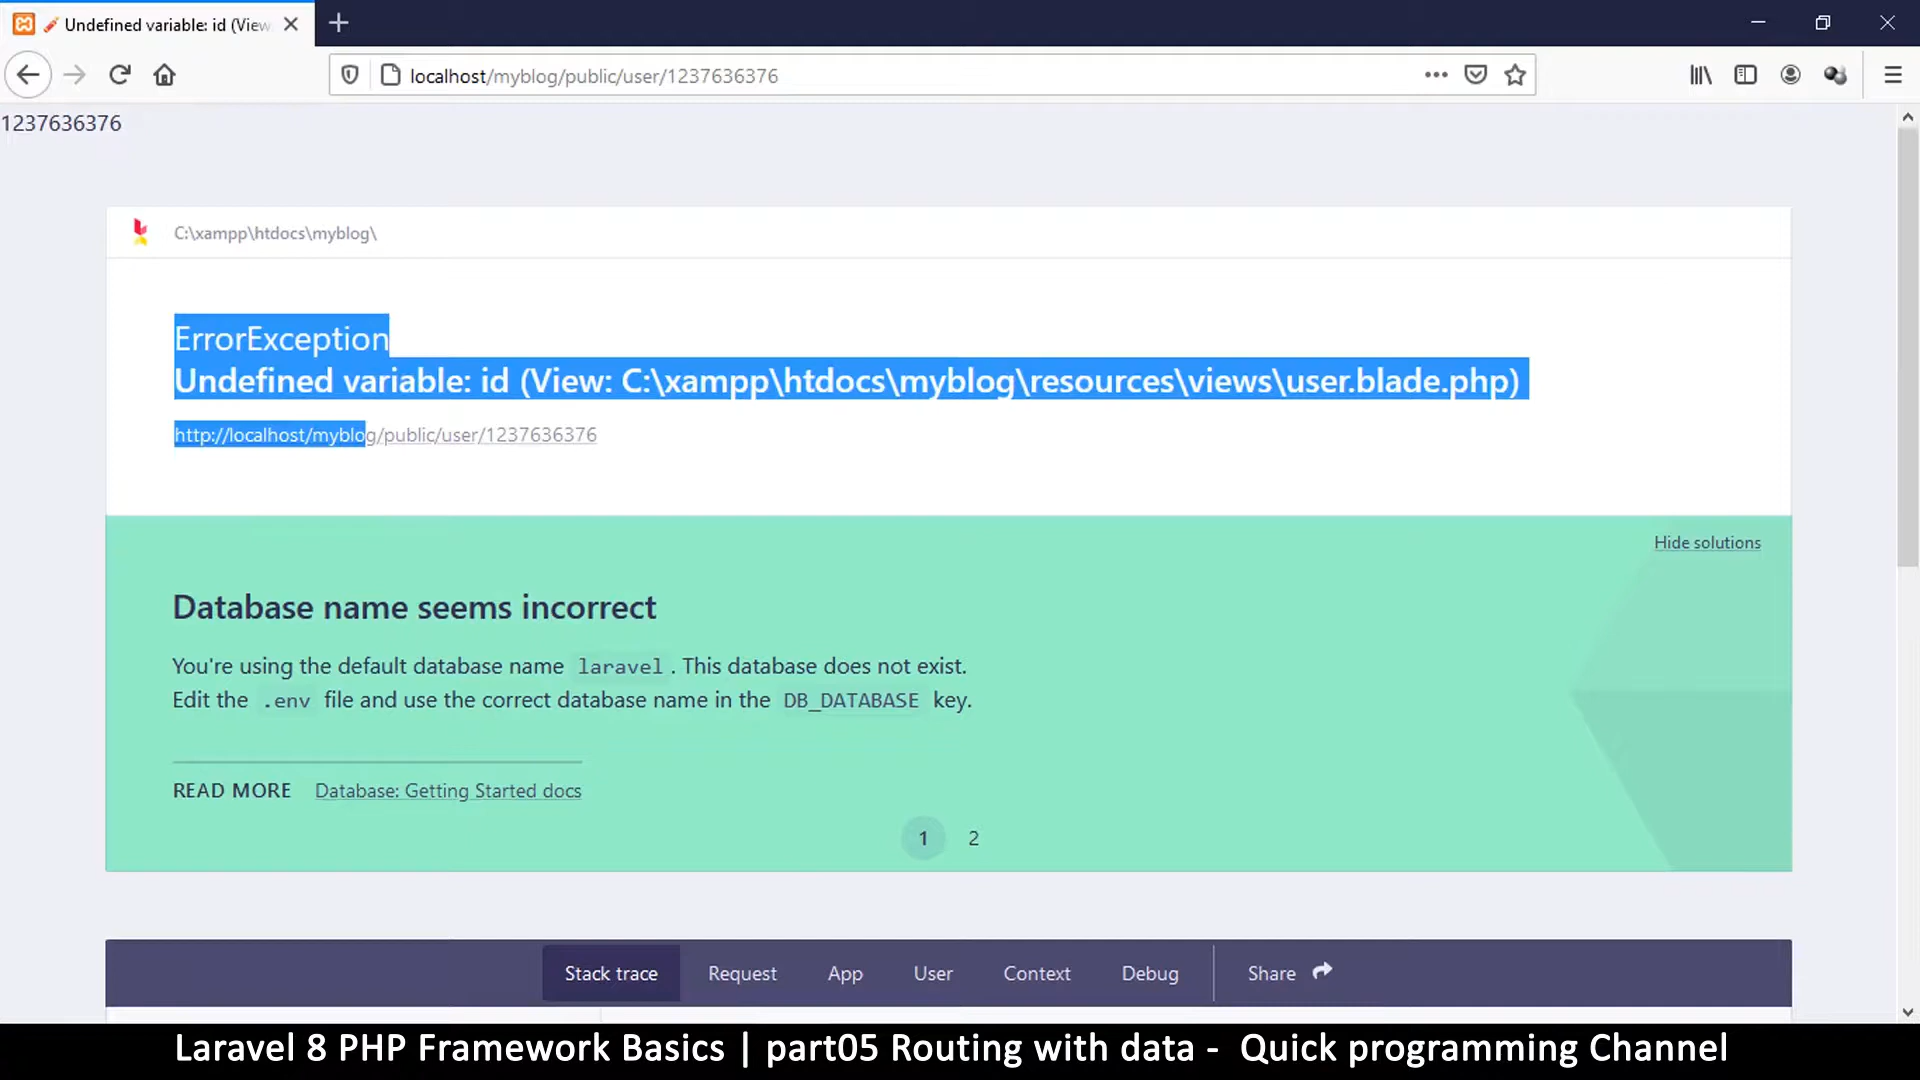 Undefined variable: id (View
localhost/myblog/public/user/1237636376
1237636376
C:\xampp\htdocs\myblog\
ErrorException
Undefined variable: id (View: C:\xampp\htdocs\myblog\resources\views\user.blade.php)
http://localhost/myblog/public/user/1237636376
Hide solutions
Database name seems incorrect
You're using the default database name laravel. This database does not exist.
Edit the .env file and use the correct database name in the DB_DATABASE key.
READ MORE Database: Getting Started docs
1 2
Stack trace Request App User Context Debug Share
Laravel 8 PHP Framework Basics | part05 Routing with data - Quick programming Channel